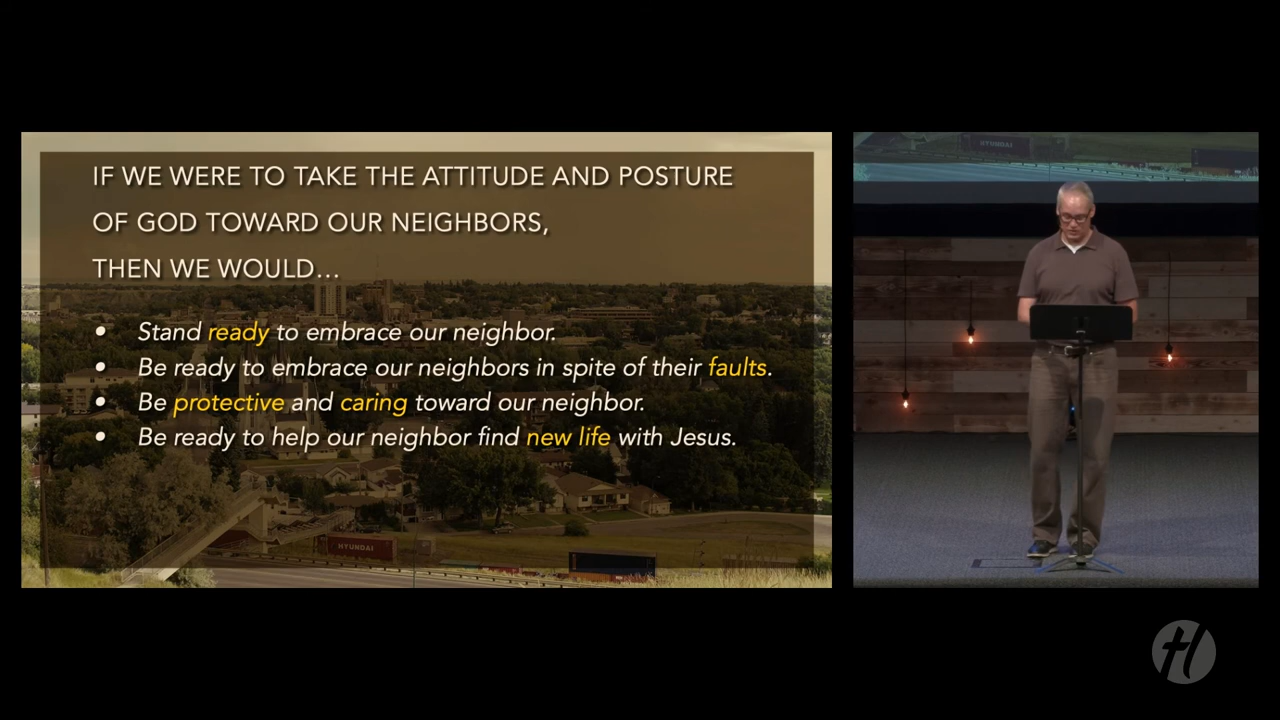 IF WE WERE TO TAKE THE ATTITUDE AND POSTURE
OF GOD TOWARD OUR NEIGHBORS,
THEN WE WOULD...
• Stand ready to embrace our neighbor.
• Be ready to embrace our neighbors in spite of their faults.
• Be protective and caring toward our neighbor.
• Be ready to help our neighbor find new life with Jesus.
HYUNDAI
HYUNDAI